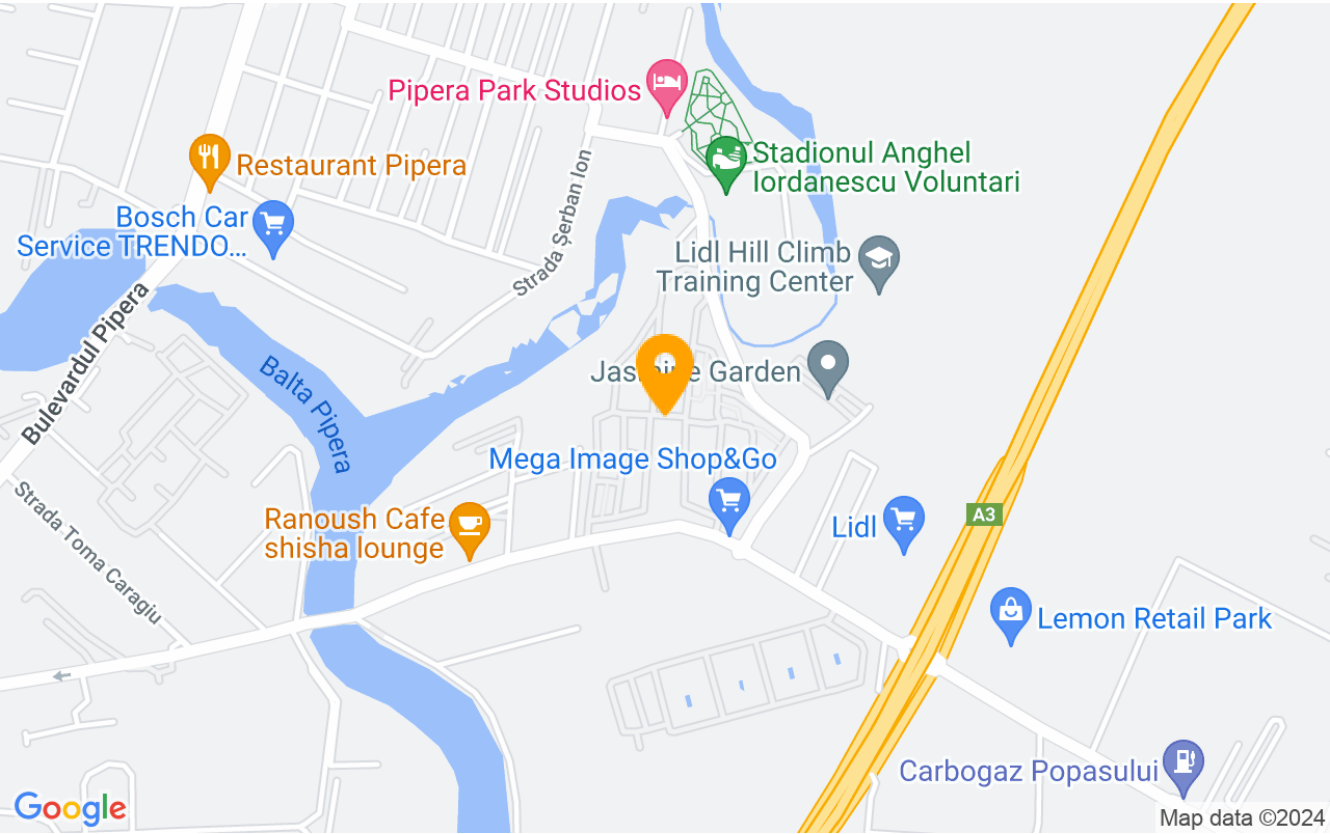 Pipera Park Studios
Stadionul Anghel
Iordanescu Voluntari
Restaurant Pipera
Strada Șerban Ion
Bosch Car
Service TRENDO...
Lidl Hill Climb
Training Center
Bulevardul Pipera
Balta Pipera
Garden
Mega Image Shop&Go
Strada Toma Caragiu
Ranoush Cafe
shisha lounge
Lidl
A3
Lemon Retail Park
Carbogaz Popasului
Google
Map data ©2024